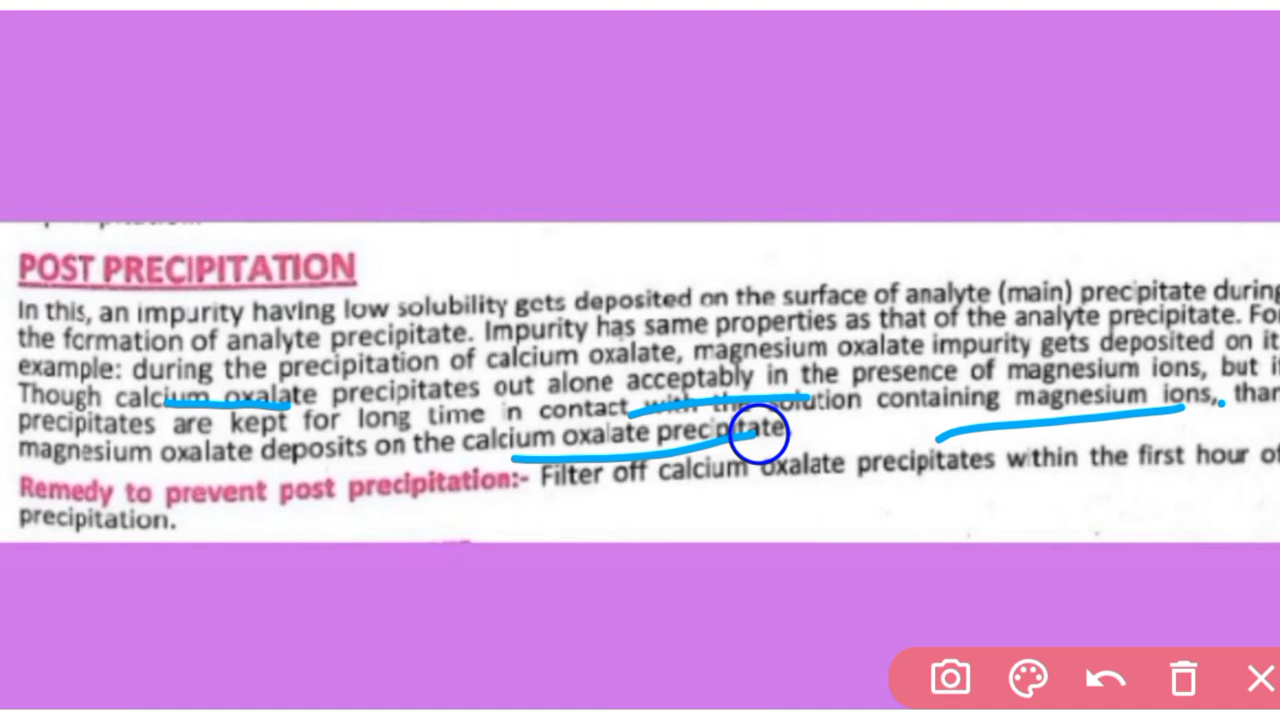 POST PRECIPITATION
In this, an impurity having low solubility gets deposited on the surface of analyte (main) precipitate during
the formation of analyte precipitate. Impurity has same properties as that of the analyte precipitate. For
example: during the precipitation of calcium oxalate, magnesium oxalate impurity gets deposited on it
Though calcium oxalate precipitates out alone acceptably in the presence of magnesium ions, but if
precipitates are kept for long time in contact with the solution containing magnesium ions, than
magnesium oxalate deposits on the calcium oxalate precipitate
Remedy to prevent post precipitation:- Filter off calcium oxalate precipitates within the first hour of
precipitation.